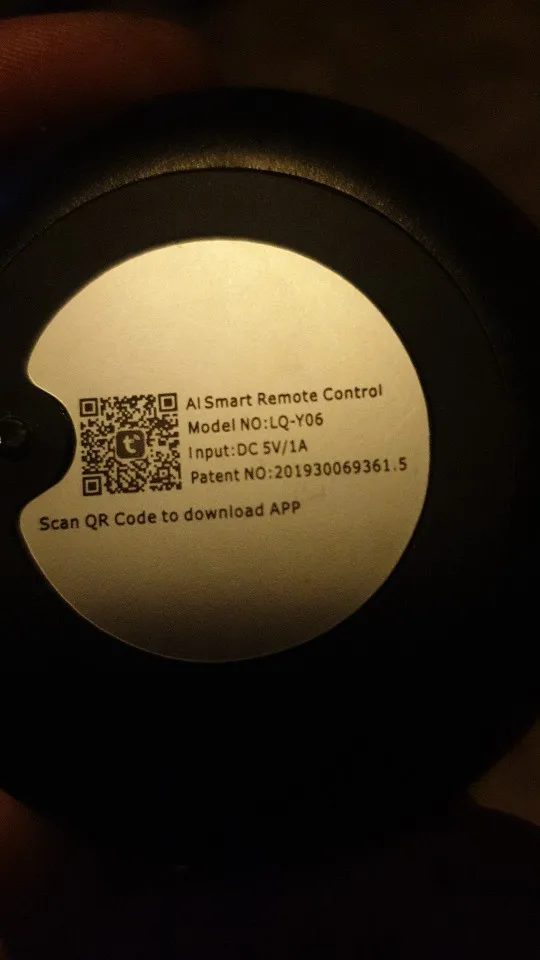 AI Smart Remote Control
Model NO:LQ-Y06
Input:DC 5V/1A
Patent NO:201930069361.5
Scan QR Code to download APP